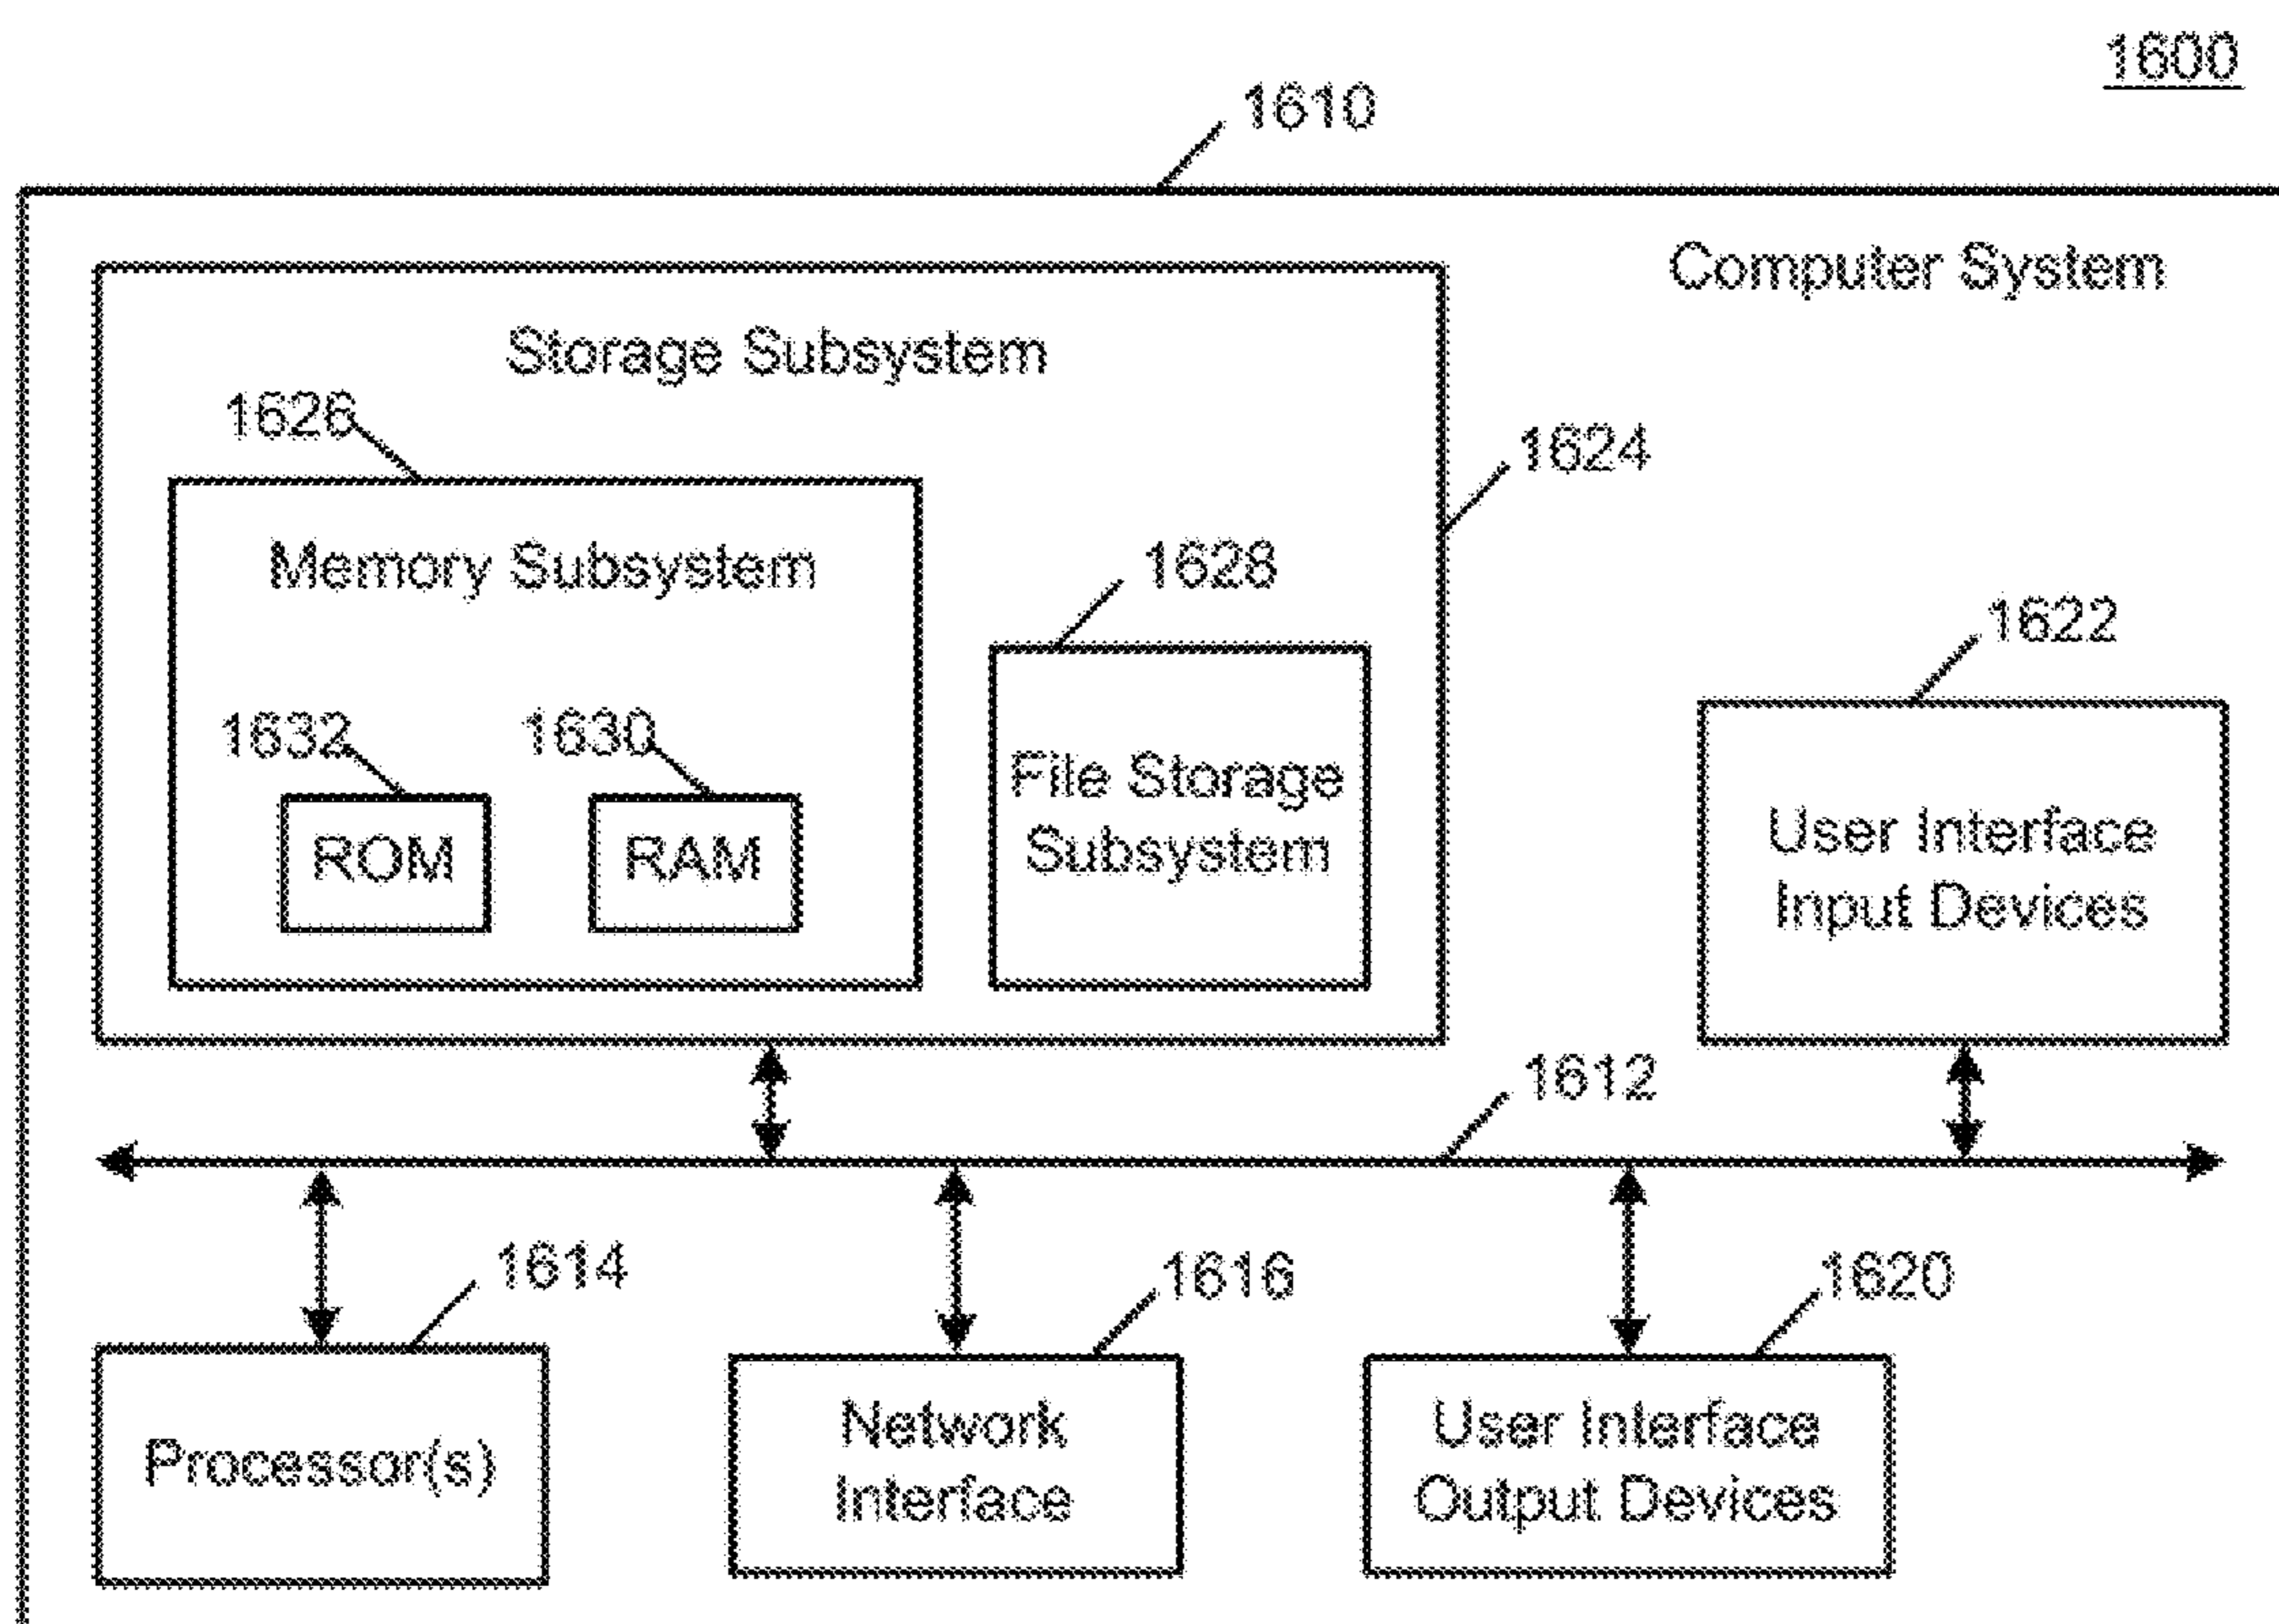 1600
1610
Computer System
Storage Subsystem
1626
1624
Memory Subsystem
1628
1622
1632
1630
File Storage
Subsystem
ROM
RAM
User Interface
Input Devices
1612
1614
1616
1620
Processor(s)
Network
Interface
User Interface
Output Devices